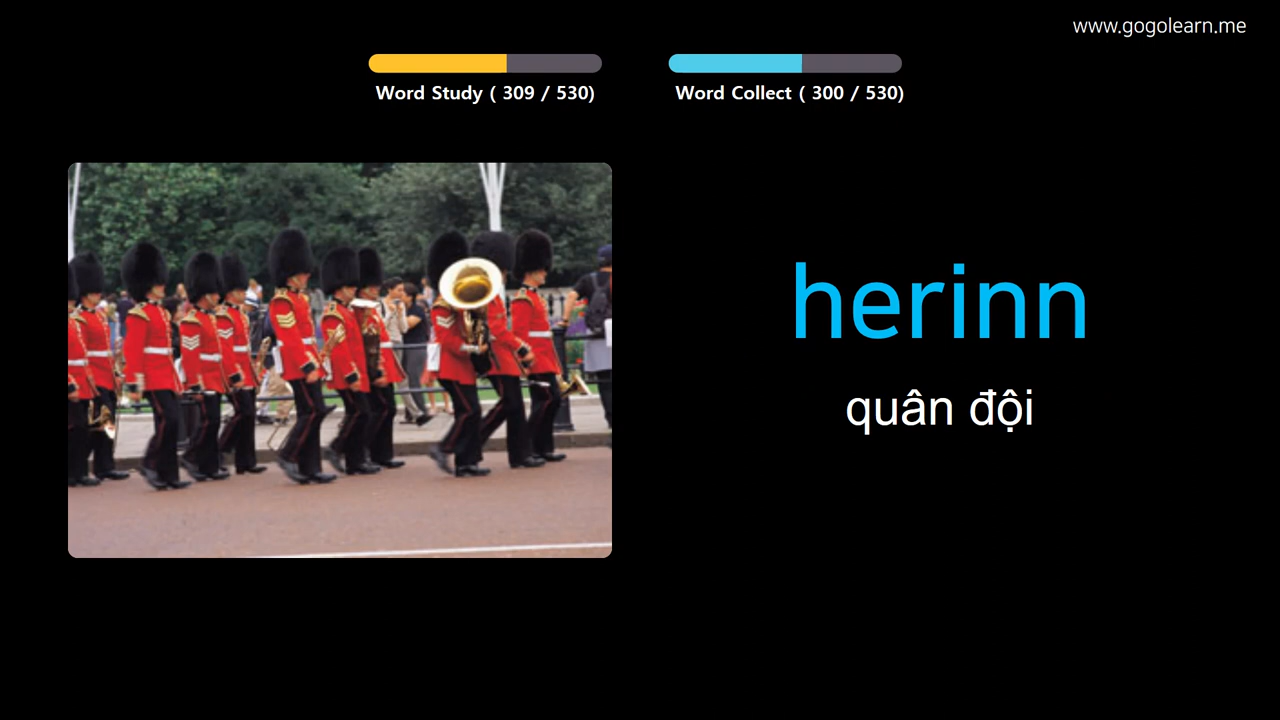 www.gogolearn.me
Word Study ( 309 / 530)
Word Collect ( 300 / 530)
herinn
quân đội